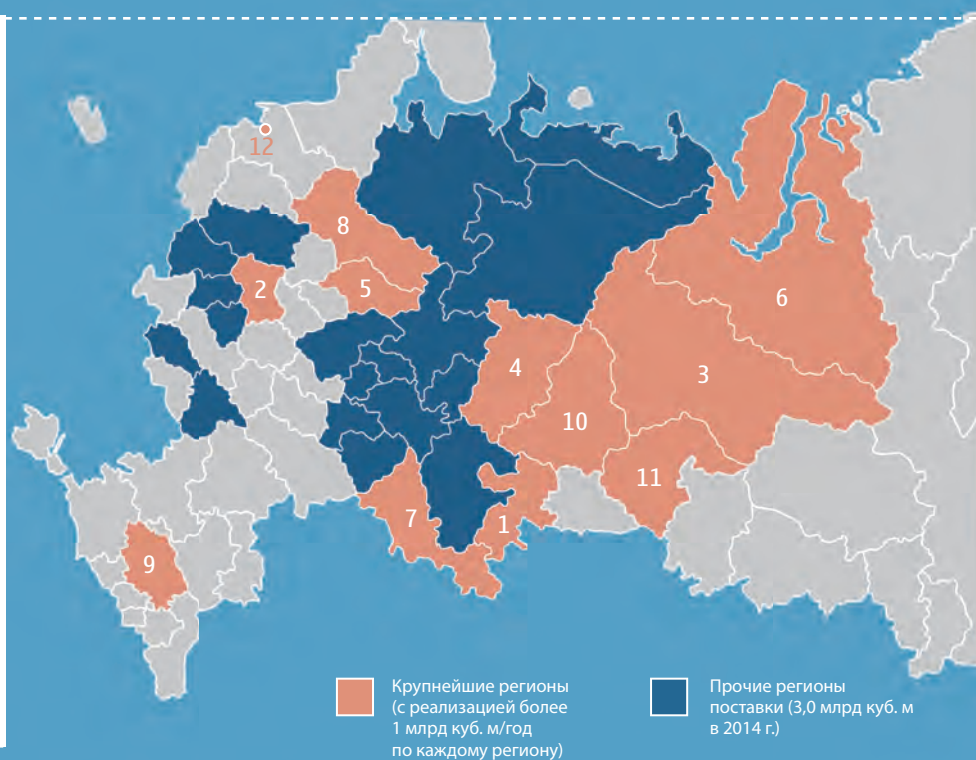 12
8
2
5
6
4
3
10
11
7
1
9
Крупнейшие регионы
(с реализацией более
1 млрд куб. м/год
по каждому региону)
Прочие регионы
поставки (3,0 млрд куб. м
в 2014 г.)